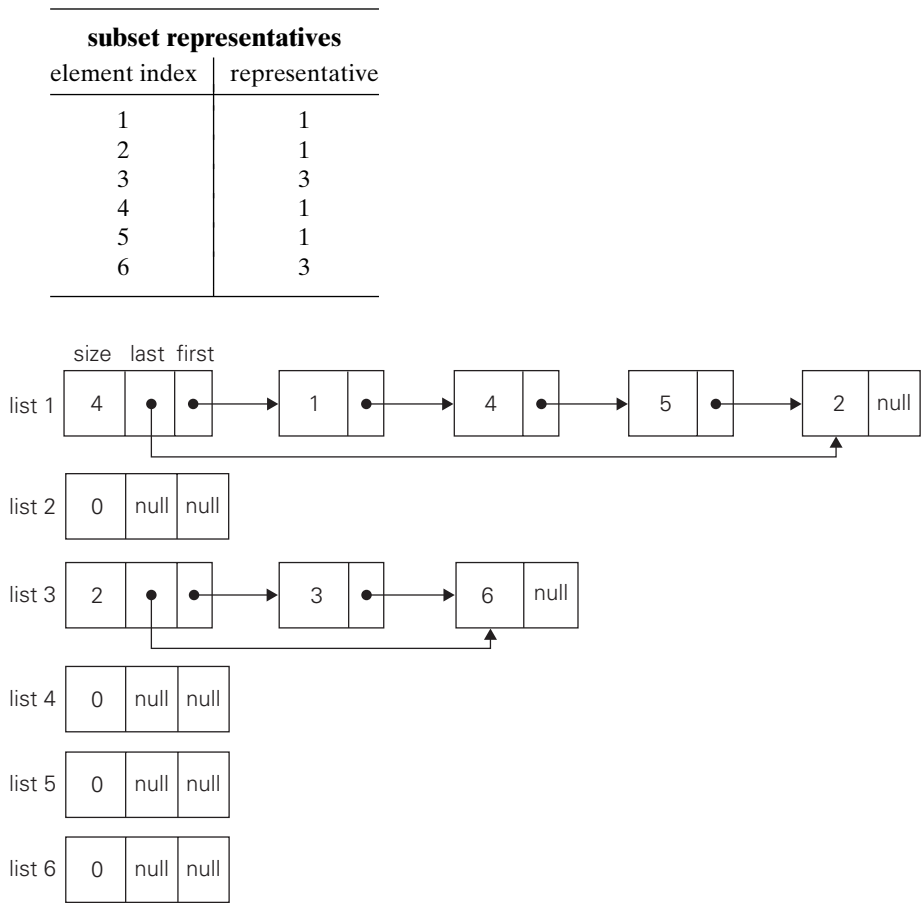 subset representatives
element index representative
1 1
2 1
3 3
4 1
5 1
6 3
size last first
list 1 4 1 4 5 2 null
list 2 0 null null
list 3 2 3 6 null
list 4 0 null null
list 5 0 null null
list 6 0 null null